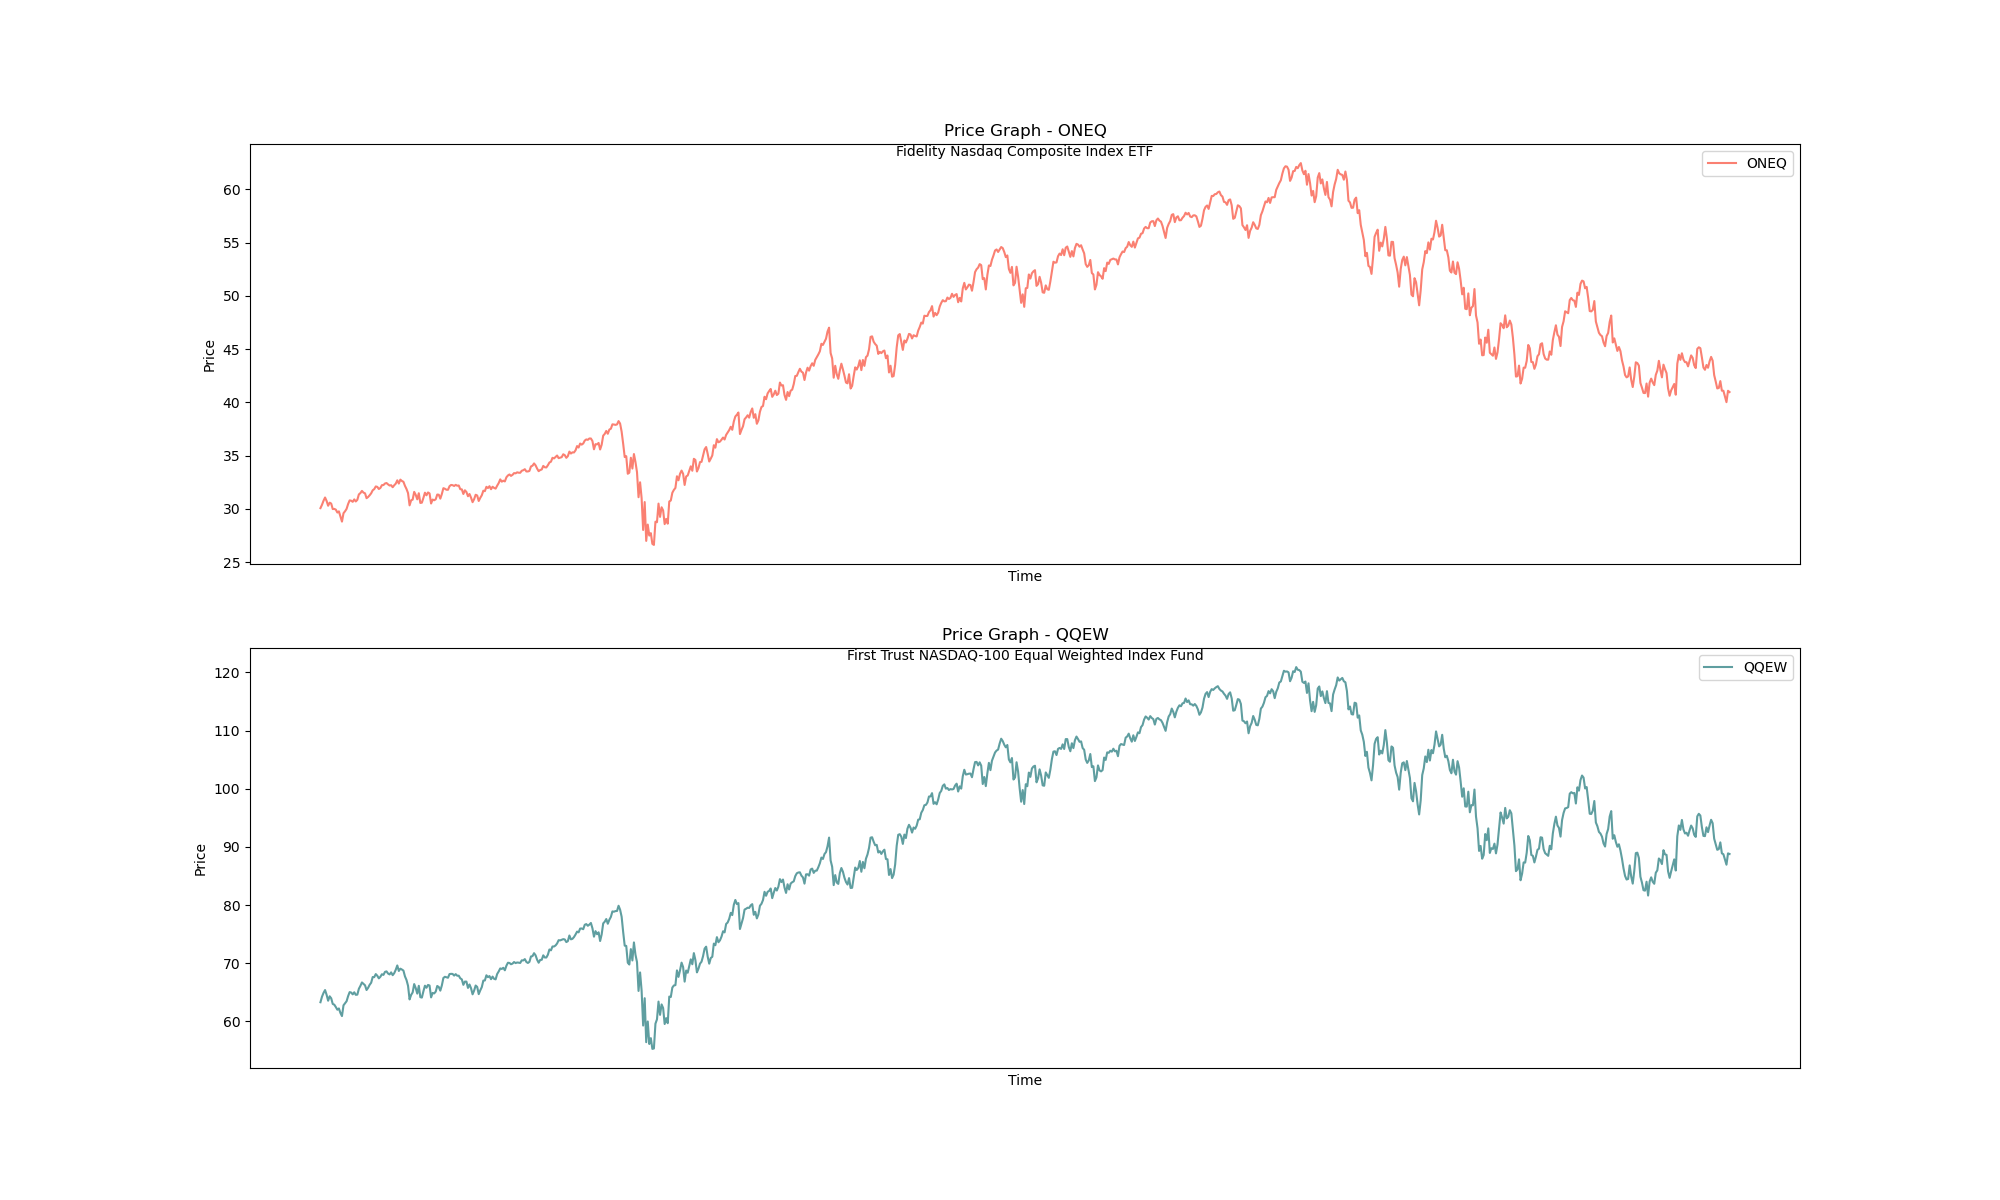 Price Graph - ONEQ
Fidelity Nasdaq Composite Index ETF
ONEQ
60
55
50
45
40
35
30
25
Price
Time
Price Graph - QQEW
First Trust NASDAQ-100 Equal Weighted Index Fund
QQEW
120
110
100
90
80
70
60
Price
Time